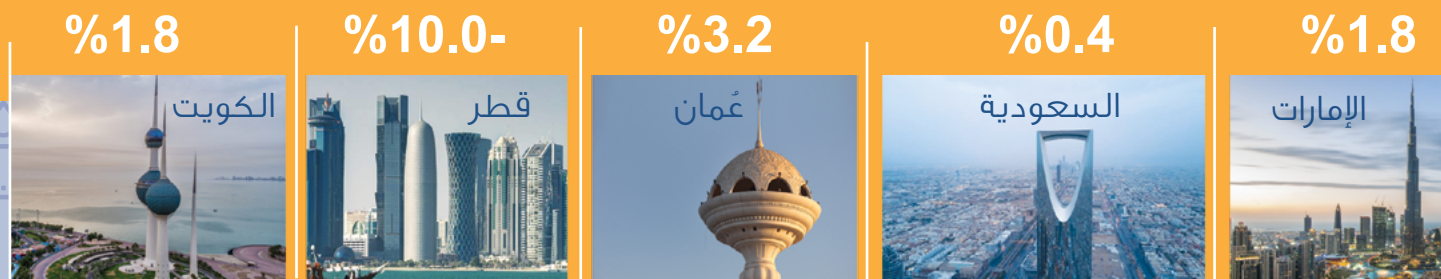 %1.8
الإمارات
%0.4
السعودية
%3.2
عُمان
%10.0-
قطر
%1.8
الكويت